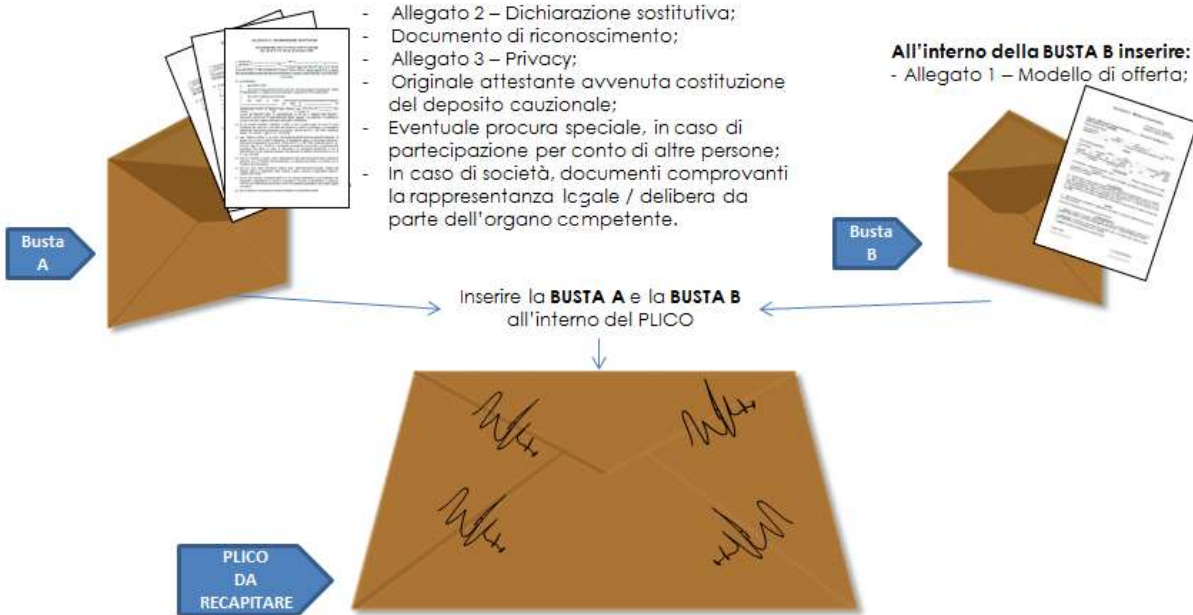 - Allegato 2 – Dichiarazione sostitutiva;
- Documento di riconoscimento;
- Allegato 3 – Privacy;
- Originale attestante avvenuta costituzione
del deposito cauzionale;
- Eventuale procura speciale, in caso di
partecipazione per conto di altre persone;
- In caso di società, documenti comprovanti
la rappresentanza legale / delibera da
parte dell'organo competente.
Busta
A
All'interno della BUSTA B inserire:
- Allegato 1 – Modello di offerta;
Busta
B
Inserire la BUSTA A e la BUSTA B
all'interno del PLICO
PLICO
DA
RECAPITARE